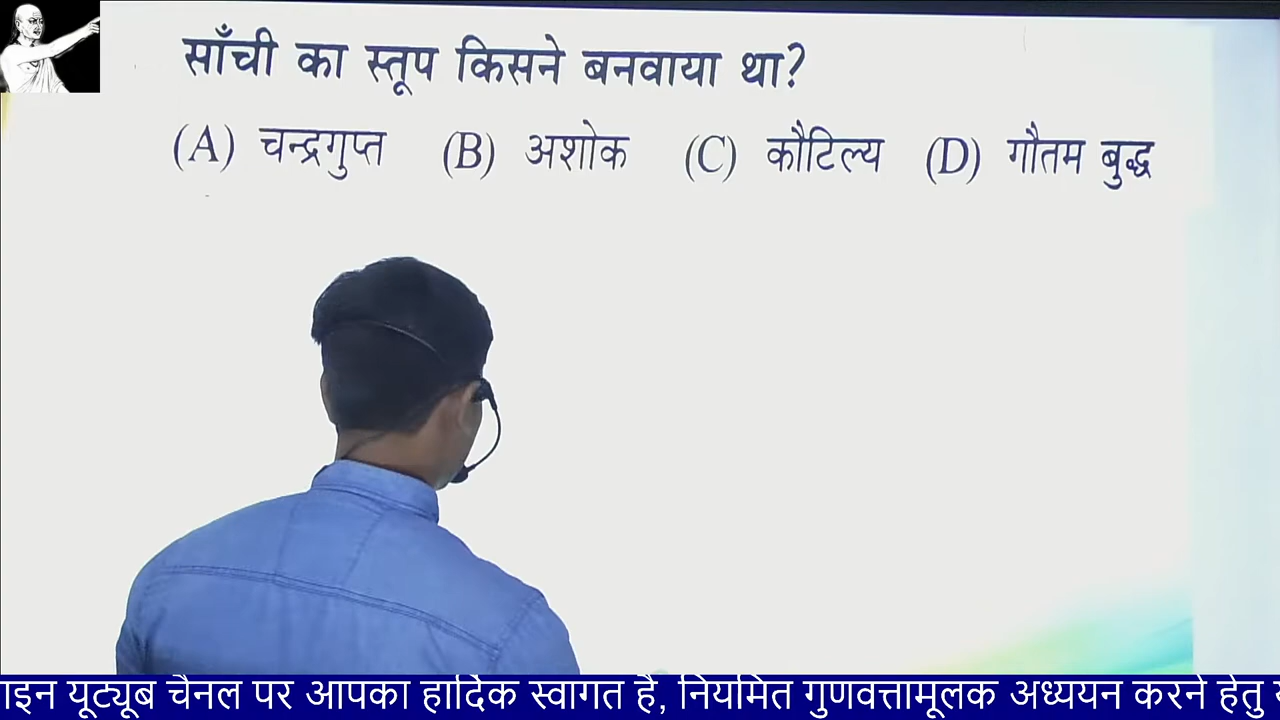 साँची का स्तूप किसने बनवाया था?
(A) चन्द्रगुप्त (B) अशोक (C) कौटिल्य (D) गौतम बुद्ध
यूट्यूब चैनल पर आपका हार्दिक स्वागत है, नियमित गुणवत्तामूलक अध्ययन करने हेतु